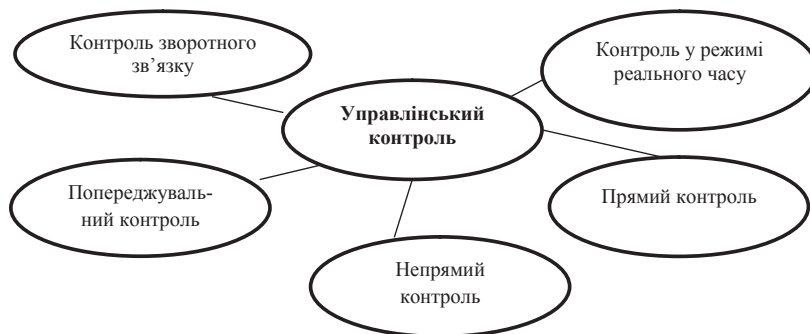 Контроль зворотного
зв’язку
Контроль у режимі
реального часу
Управлінський
контроль
Попереджуваль-
ний контроль
Прямий контроль
Непрямий
контроль